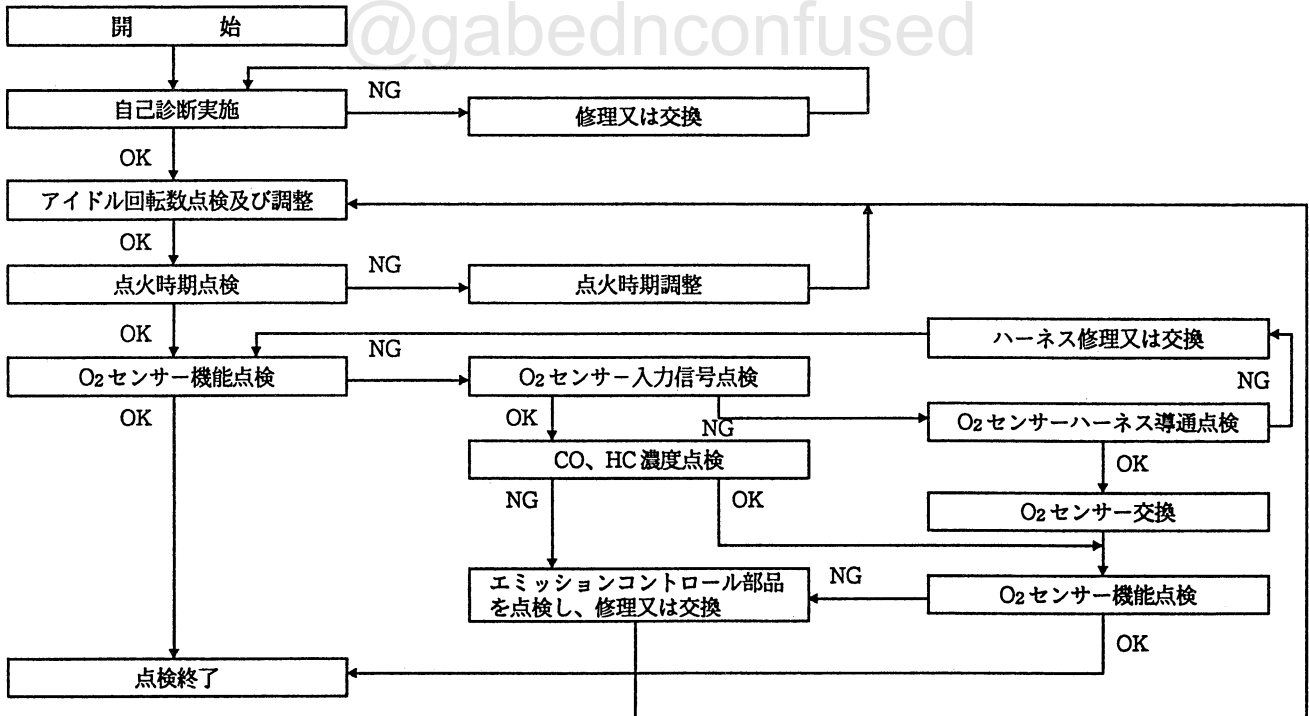 @gabednconfused
開 始
NG
自己診断実施
修理又は交換
OK
アイドル回転数点検及び調整
OK
NG
点火時期点検
点火時期調整
OK
NG
ハーネス修理又は交換
O2センサー機能点検
O2センサー入力信号点検
NG
OK
OK
NG
O2センサーハーネス導通点検
CO、HC濃度点検
OK
NG
OK
O2センサー交換
エミッションコントロール部品
を点検し、修理又は交換
NG
O2センサー機能点検
OK
点検終了